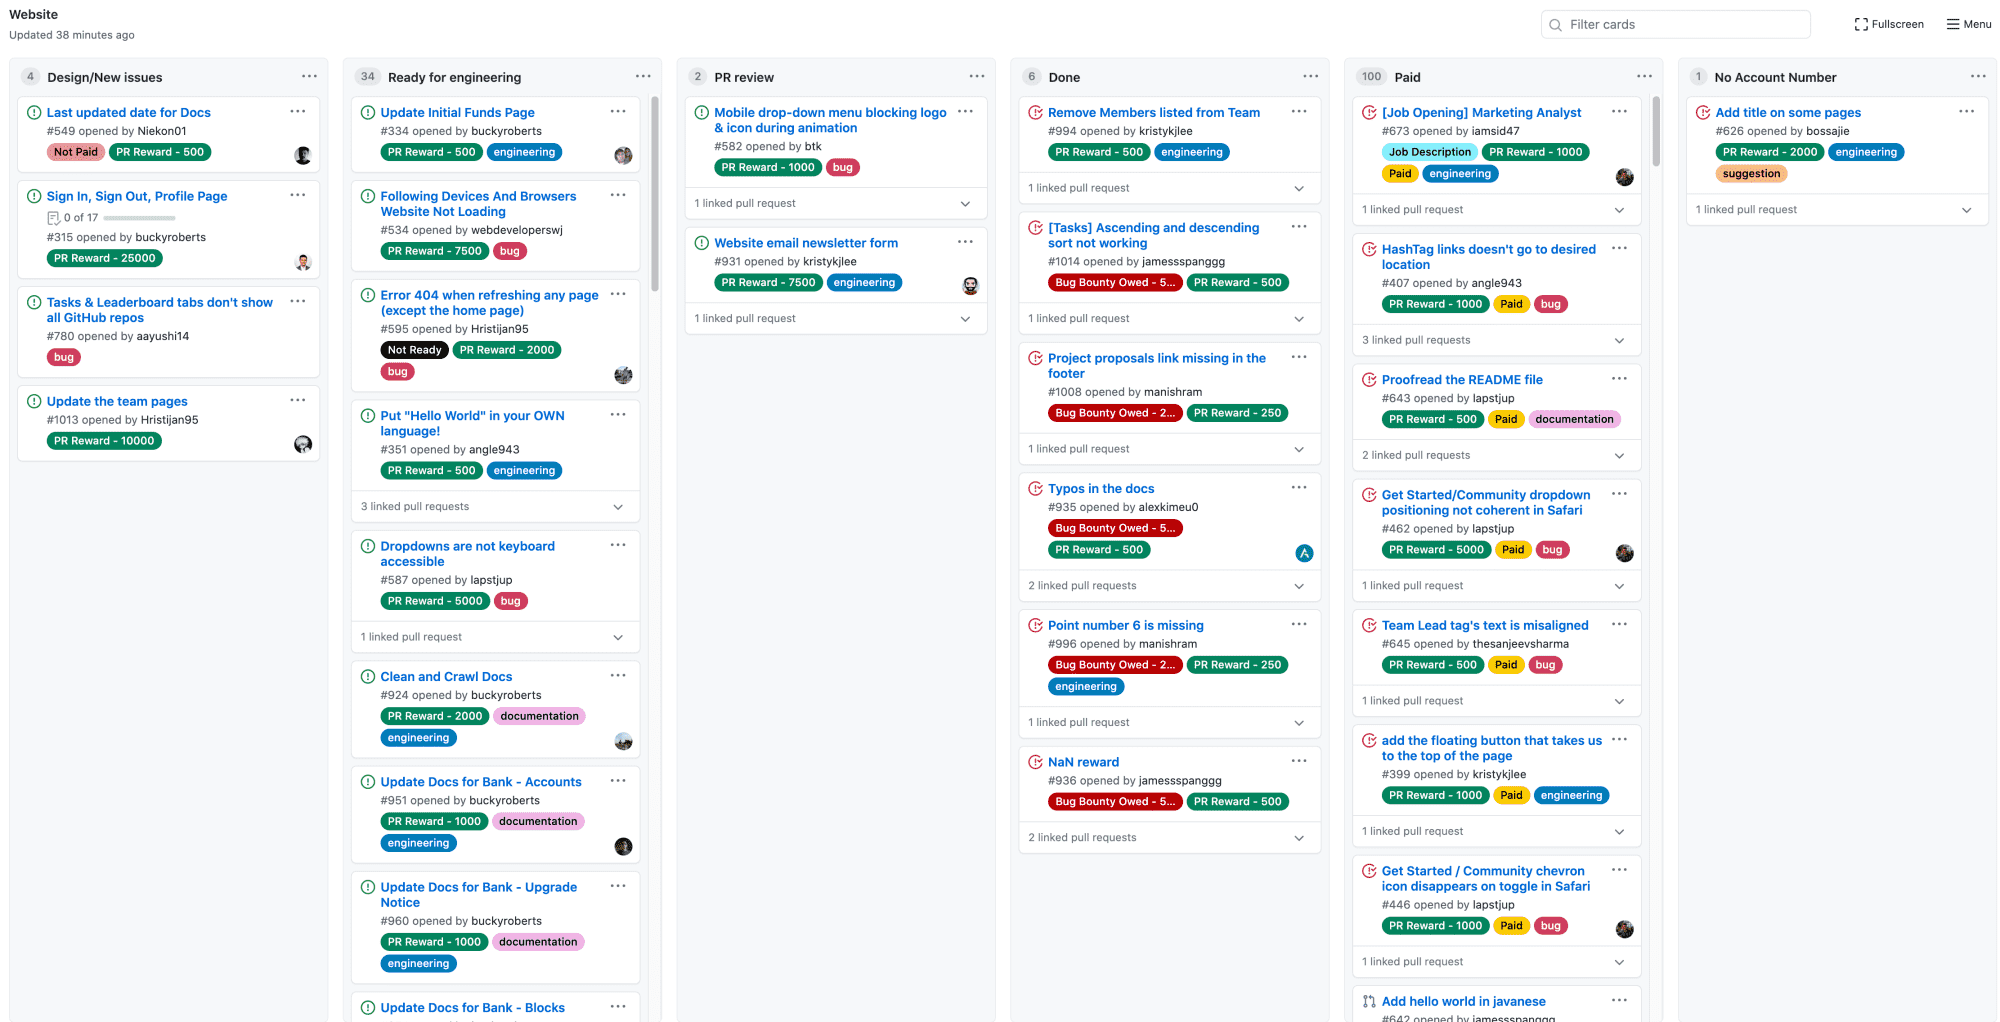 Website
Updated 38 minutes ago
Filter cards
Fullscreen
Menu
4 Design/New issues
Last updated date for Docs
#549 opened by Niekon01
Not Paid PR Reward - 500
Sign In, Sign Out, Profile Page
0 of 17
#315 opened by buckyroberts
PR Reward - 25000
Tasks & Leaderboard tabs don't show
all GitHub repos
#780 opened by aayushi14
bug
Update the team pages
#1013 opened by Hristijan95
PR Reward - 10000
34 Ready for engineering
Update Initial Funds Page
#334 opened by buckyroberts
PR Reward - 500 engineering
Following Devices And Browsers
Website Not Loading
#534 opened by webdeveloperswj
PR Reward - 7500 bug
Error 404 when refreshing any page
(except the home page)
#595 opened by Hristijan95
Not Ready PR Reward - 2000
bug
Put "Hello World" in your OWN
language!
#351 opened by angle943
PR Reward - 500 engineering
3 linked pull requests
Dropdowns are not keyboard
accessible
#587 opened by lapstjup
PR Reward - 5000 bug
1 linked pull request
Clean and Crawl Docs
#924 opened by buckyroberts
PR Reward - 2000 documentation
engineering
Update Docs for Bank - Accounts
#951 opened by buckyroberts
PR Reward - 1000 documentation
engineering
Update Docs for Bank - Upgrade
Notice
#960 opened by buckyroberts
PR Reward - 1000 documentation
engineering
Update Docs for Bank - Blocks
2 PR review
Mobile drop-down menu blocking logo
& icon during animation
#582 opened by btk
PR Reward - 1000 bug
1 linked pull request
Website email newsletter form
#931 opened by kristykjlee
PR Reward - 7500 engineering
1 linked pull request
6 Done
Remove Members listed from Team
#994 opened by kristykjlee
PR Reward - 500 engineering
1 linked pull request
[Tasks] Ascending and descending
sort not working
#1014 opened by jamessspanggg
Bug Bounty Owed - 5... PR Reward - 500
1 linked pull request
Project proposals link missing in the
footer
#1008 opened by manishram
Bug Bounty Owed - 2... PR Reward - 250
1 linked pull request
Typos in the docs
#935 opened by alexkimeu0
Bug Bounty Owed - 5...
PR Reward - 500
2 linked pull requests
Point number 6 is missing
#996 opened by manishram
Bug Bounty Owed - 2... PR Reward - 250
engineering
1 linked pull request
NaN reward
#936 opened by jamessspanggg
Bug Bounty Owed - 5... PR Reward - 500
2 linked pull requests
100 Paid
[Job Opening] Marketing Analyst
#673 opened by iamsid47
Job Description PR Reward - 1000
Paid engineering
1 linked pull request
HashTag links doesn't go to desired
location
#407 opened by angle943
PR Reward - 1000 Paid bug
3 linked pull requests
Proofread the README file
#643 opened by lapstjup
PR Reward - 500 Paid documentation
2 linked pull requests
Get Started/Community dropdown
positioning not coherent in Safari
#462 opened by lapstjup
PR Reward - 5000 Paid bug
1 linked pull request
Team Lead tag's text is misaligned
#645 opened by thesanjeevsharma
PR Reward - 500 Paid bug
1 linked pull request
add the floating button that takes us
to the top of the page
#399 opened by kristykjlee
PR Reward - 1000 Paid engineering
1 linked pull request
Get Started / Community chevron
icon disappears on toggle in Safari
#446 opened by lapstjup
PR Reward - 1000 Paid bug
1 linked pull request
Add hello world in javanese
#642 opened by jamessspanggg
1 No Account Number
Add title on some pages
#626 opened by bossajie
PR Reward - 2000 engineering
suggestion
1 linked pull request